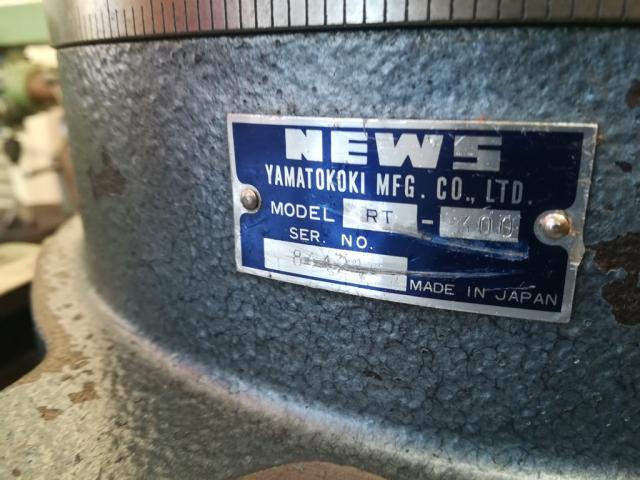 NEWS
YAMATOKOKI MFG. CO., LTD.
MODEL RT -
SER. NO.
MADE IN JAPAN